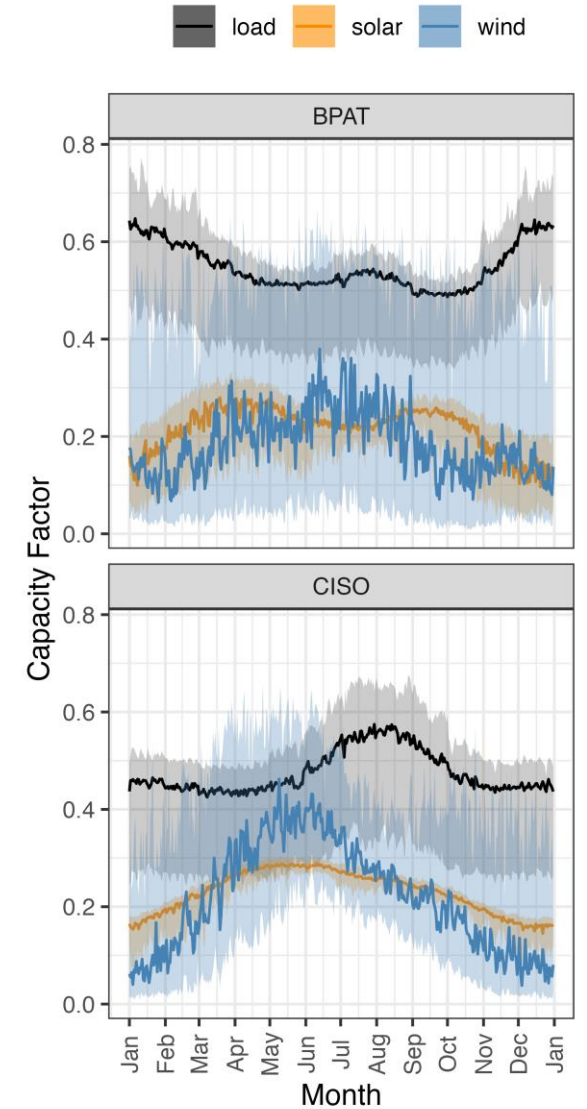 load solar wind
BPAT
0.8
0.6
0.4
0.2
0.0
Capacity Factor
CISO
0.8
0.6
0.4
0.2
0.0
Jan Feb Mar Apr May Jun Jul Aug Sep Oct Nov Dec Jan
Month